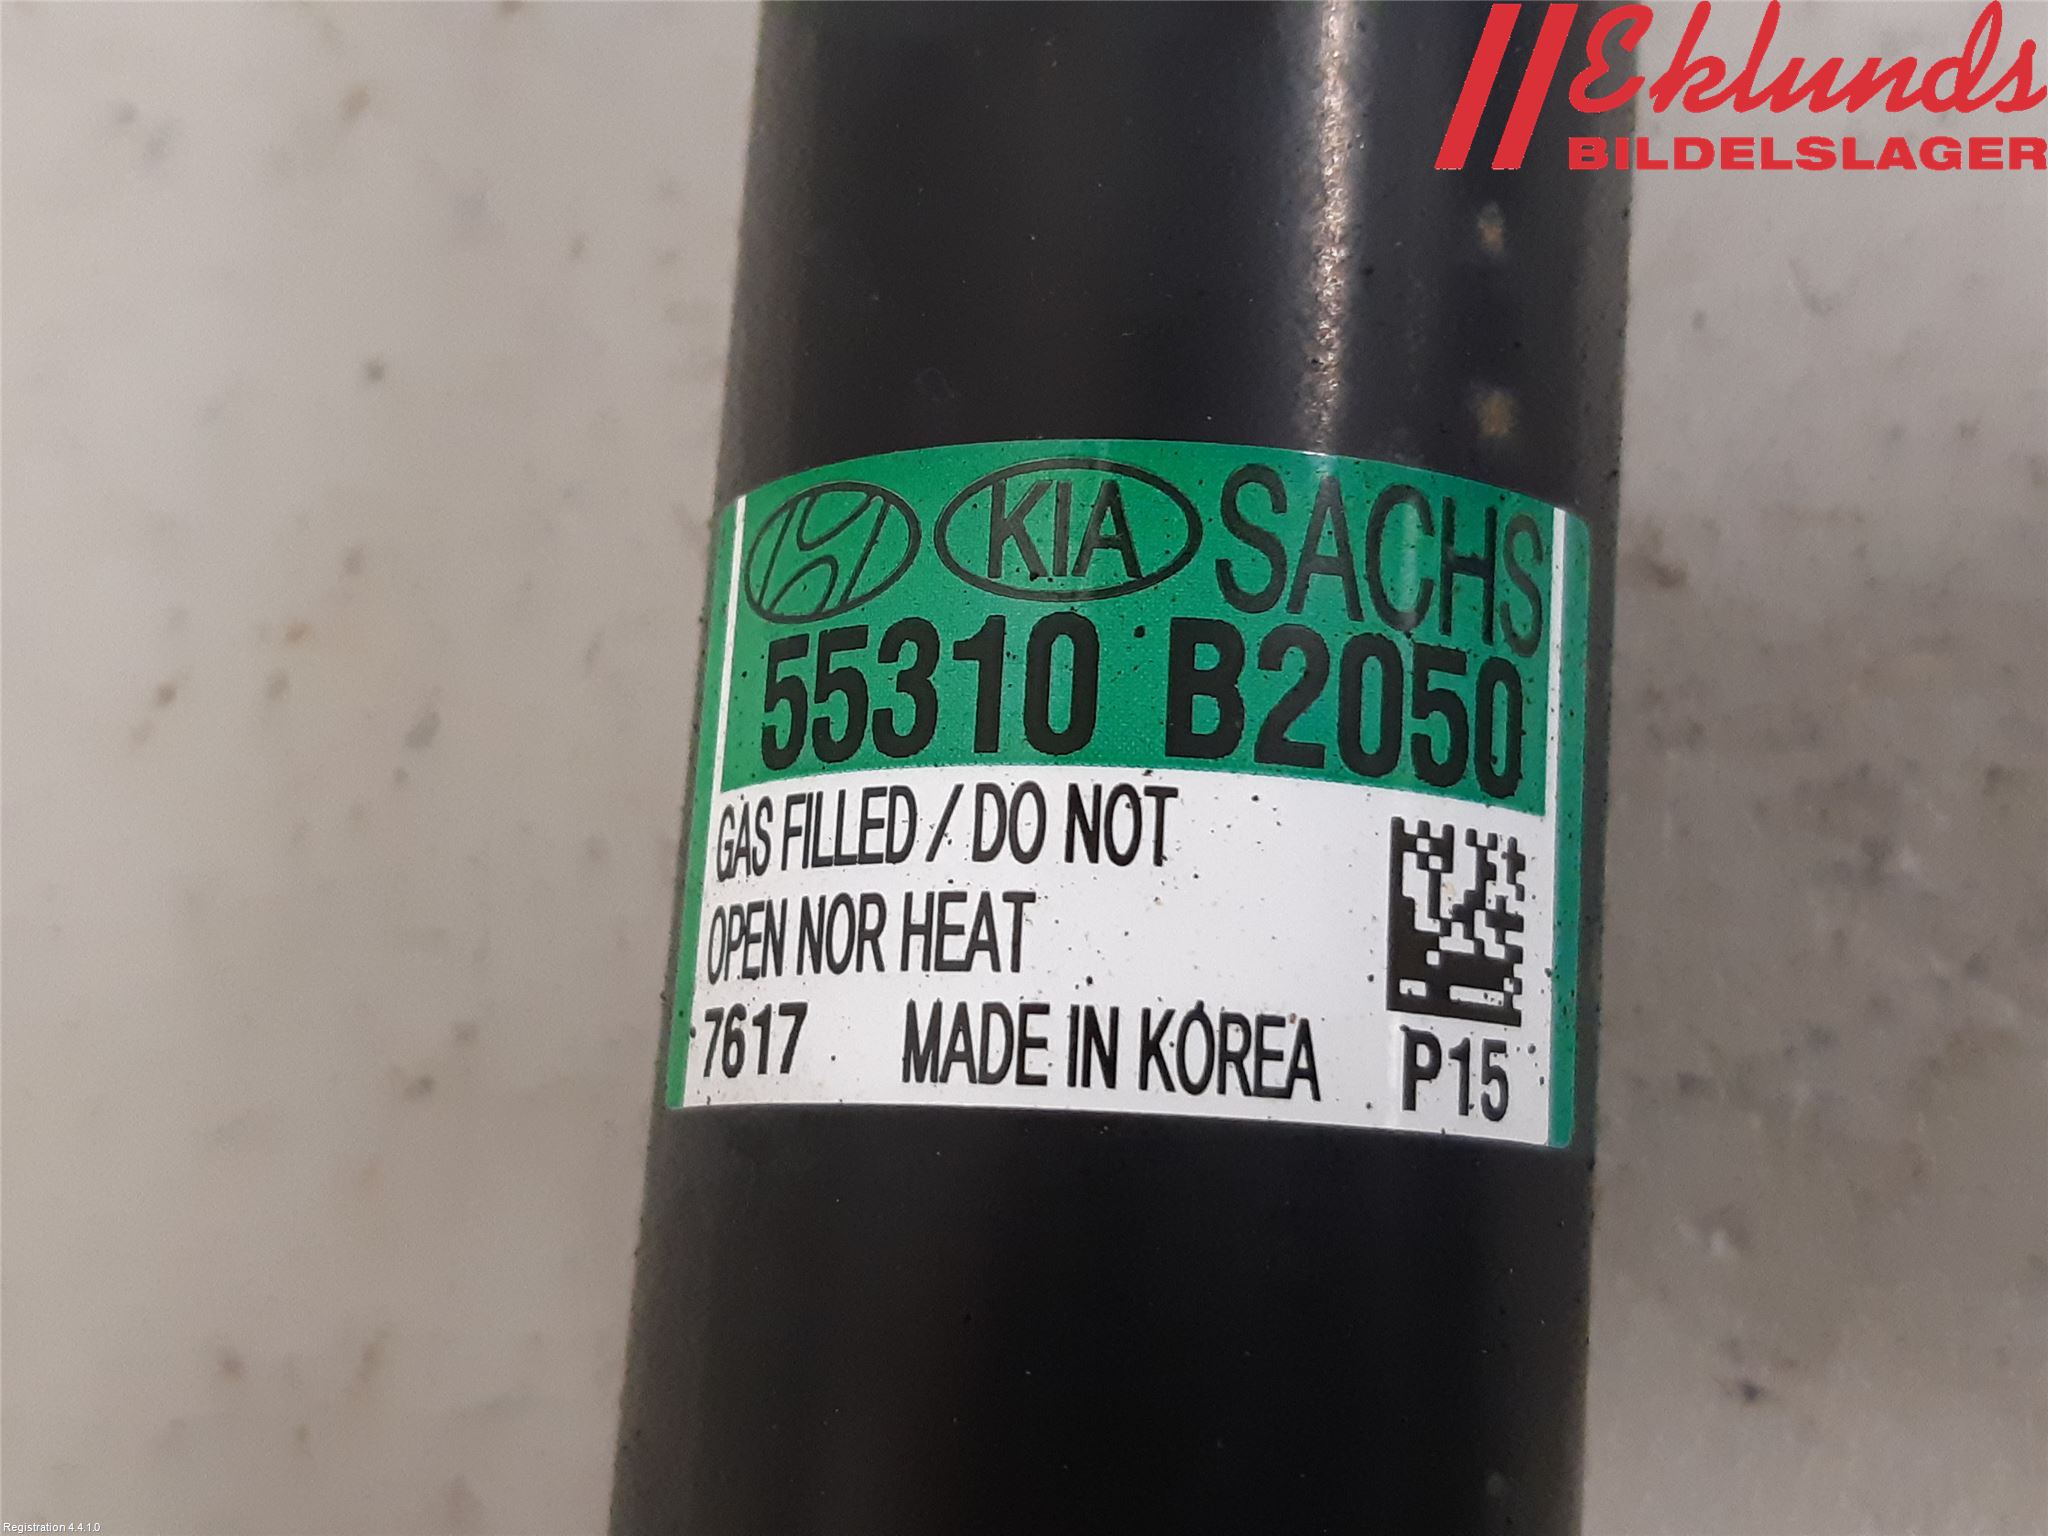 Eklunds
BILDELSLAGER
KIA SACHS
55310 B2050
GAS FILLED / DO NOT
OPEN NOR HEAT
7617 MADE IN KOREA P15
Registration 4.4.1.0